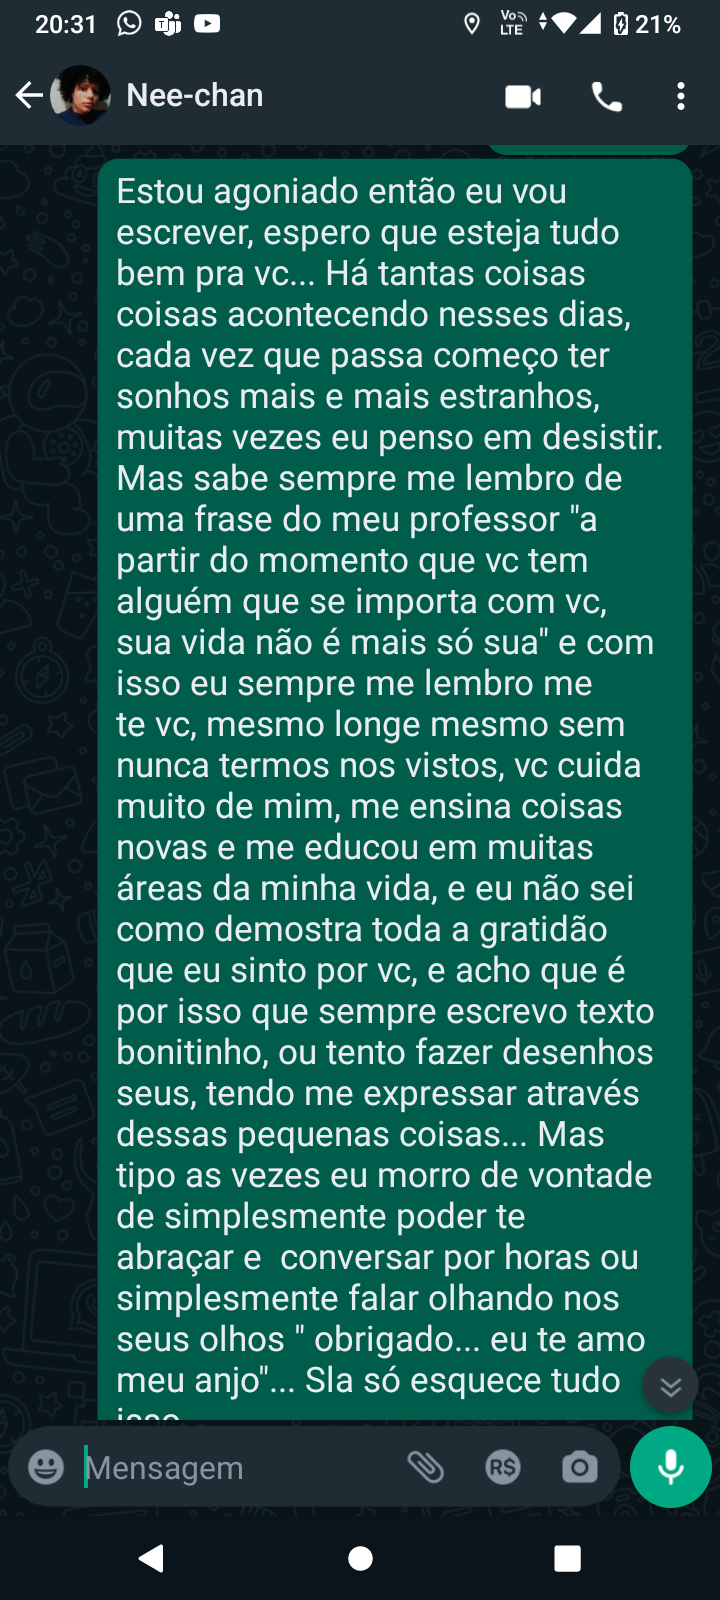 20:31
Vo
LTE
21%
Nee-chan
Estou agoniado então eu vou
escrever, espero que esteja tudo
bem pra vc... Há tantas coisas
coisas acontecendo nesses dias,
cada vez que passa começo ter
sonhos mais e mais estranhos,
muitas vezes eu penso em desistir.
Mas sabe sempre me lembro de
uma frase do meu professor "a
partir do momento que vc tem
alguém que se importa com vc,
sua vida não é mais só sua" e com
isso eu sempre me lembro me
te vc, mesmo longe mesmo sem
nunca termos nos vistos, vc cuida
muito de mim, me ensina coisas
novas e me educou em muitas
áreas da minha vida, e eu não sei
como demostra toda a gratidão
que eu sinto por vc, e acho que é
por isso que sempre escrevo texto
bonitinho, ou tento fazer desenhos
seus, tendo me expressar através
dessas pequenas coisas... Mas
tipo as vezes eu morro de vontade
de simplesmente poder te
abraçar e  conversar por horas ou
simplesmente falar olhando nos
seus olhos " obrigado... eu te amo
meu anjo"... Sla só esquece tudo
Mensagem
R$